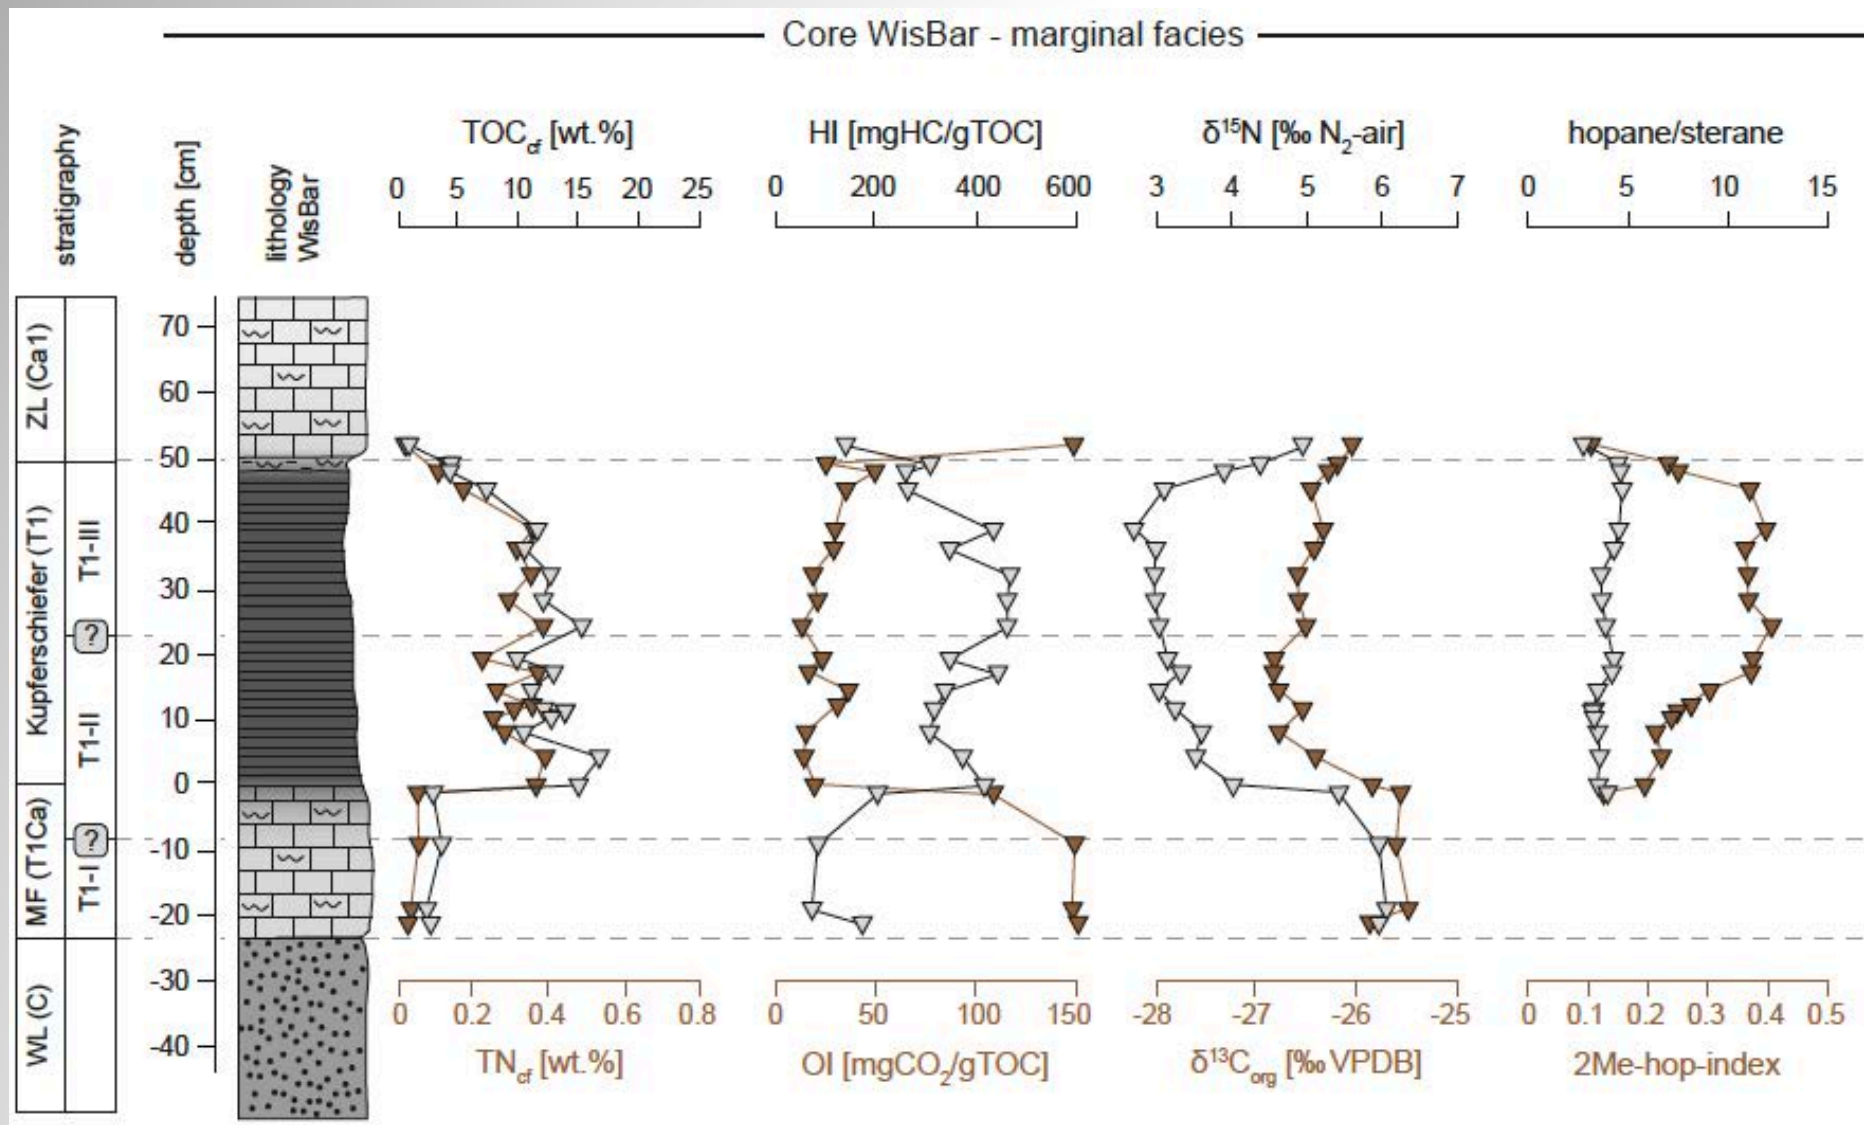 Core WisBar - marginal facies
stratigraphy
depth [cm]
lithology
WisBar
TOCcf [wt.%]
0 5 10 15 20 25
HI [mgHC/gTOC]
0 200 400 600
δ¹⁵N [‰ N₂-air]
3 4 5 6 7
hopane/sterane
0 5 10 15
ZL (Ca1)
Kupferschiefer (T1)
MF (T1Ca)
WL (C)
T1-III
?
T1-II
?
T1-I
70
60
50
40
30
20
10
0
-10
-20
-30
-40
0 0.2 0.4 0.6 0.8
TNcf [wt.%]
0 50 100 150
OI [mgCO₂/gTOC]
-28 -27 -26 -25
δ¹³Corg [‰ VPDB]
0 0.1 0.2 0.3 0.4 0.5
2Me-hop-index